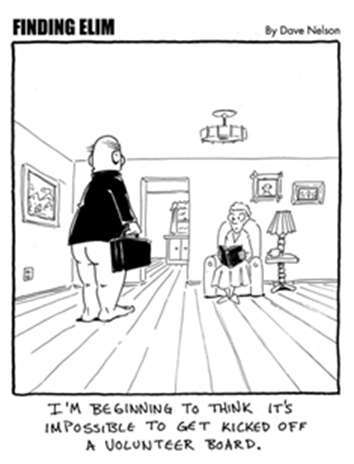 FINDING ELIM
By Dave Nelson
I'M BEGINNING TO THINK IT'S
IMPOSSIBLE TO GET KICKED OFF
A VOLUNTEER BOARD.